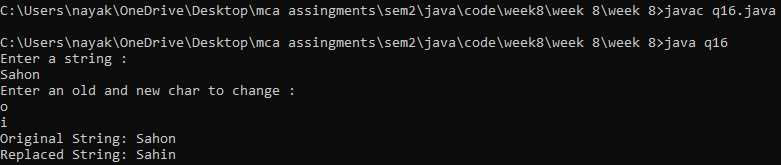 C:\Users\nayak\OneDrive\Desktop\mca assingments\sem2\java\code\week8\week 8\week 8>javac q16.java
C:\Users\nayak\OneDrive\Desktop\mca assingments\sem2\java\code\week8\week 8\week 8>java q16
Enter a string :
Sahon
Enter an old and new char to change :
o
i
Original String: Sahon
Replaced String: Sahin